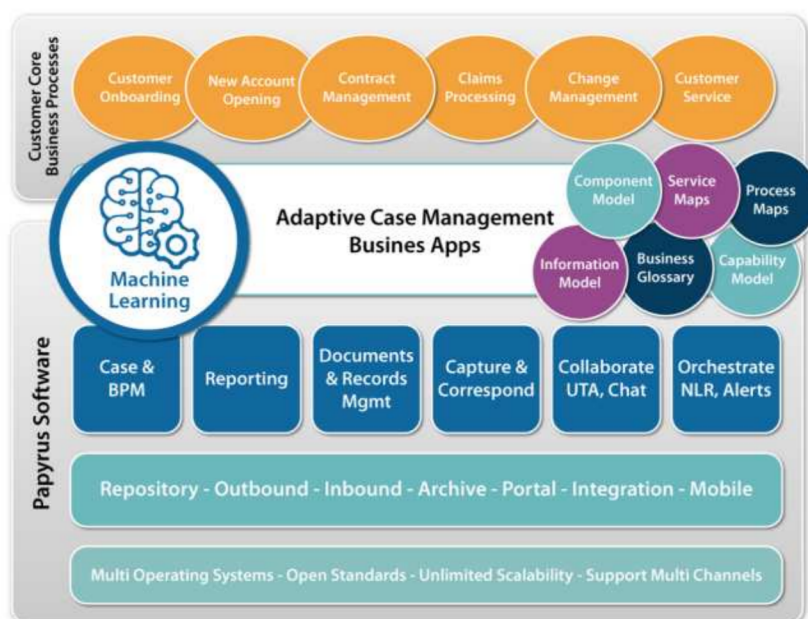 Customer Core
Business Processes
Customer
Onboarding
New Account
Opening
Contract
Management
Claims
Processing
Change
Management
Customer
Service
Machine
Learning
Adaptive Case Management
Busines Apps
Component
Model
Service
Maps
Process
Maps
Information
Model
Business
Glossary
Capability
Model
Papyrus Software
Case &
BPM
Reporting
Documents
& Records
Mgmt
Capture &
Correspond
Collaborate
UTA, Chat
Orchestrate
NLR, Alerts
Repository - Outbound - Inbound - Archive - Portal - Integration - Mobile
Multi Operating Systems - Open Standards - Unlimited Scalability - Support Multi Channels